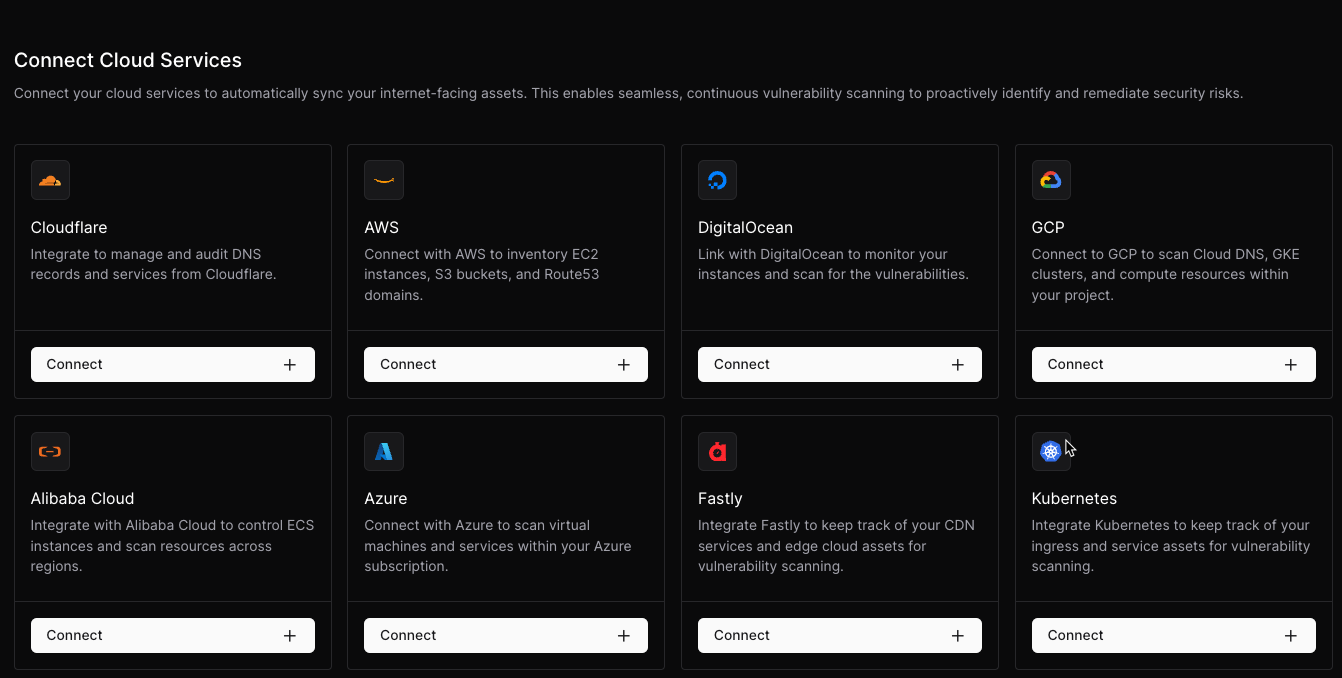 Connect Cloud Services
Connect your cloud services to automatically sync your internet-facing assets. This enables seamless, continuous vulnerability scanning to proactively identify and remediate security risks.
Cloudflare
Integrate to manage and audit DNS
records and services from Cloudflare.
Connect
AWS
Connect with AWS to inventory EC2
instances, S3 buckets, and Route53
domains.
Connect
DigitalOcean
Link with DigitalOcean to monitor your
instances and scan for the vulnerabilities.
Connect
GCP
Connect to GCP to scan Cloud DNS, GKE
clusters, and compute resources within
your project.
Connect
Alibaba Cloud
Integrate with Alibaba Cloud to control ECS
instances and scan resources across
regions.
Connect
Azure
Connect with Azure to scan virtual
machines and services within your Azure
subscription.
Connect
Fastly
Integrate Fastly to keep track of your CDN
services and edge cloud assets for
vulnerability scanning.
Connect
Kubernetes
Integrate Kubernetes to keep track of your
ingress and service assets for vulnerability
scanning.
Connect